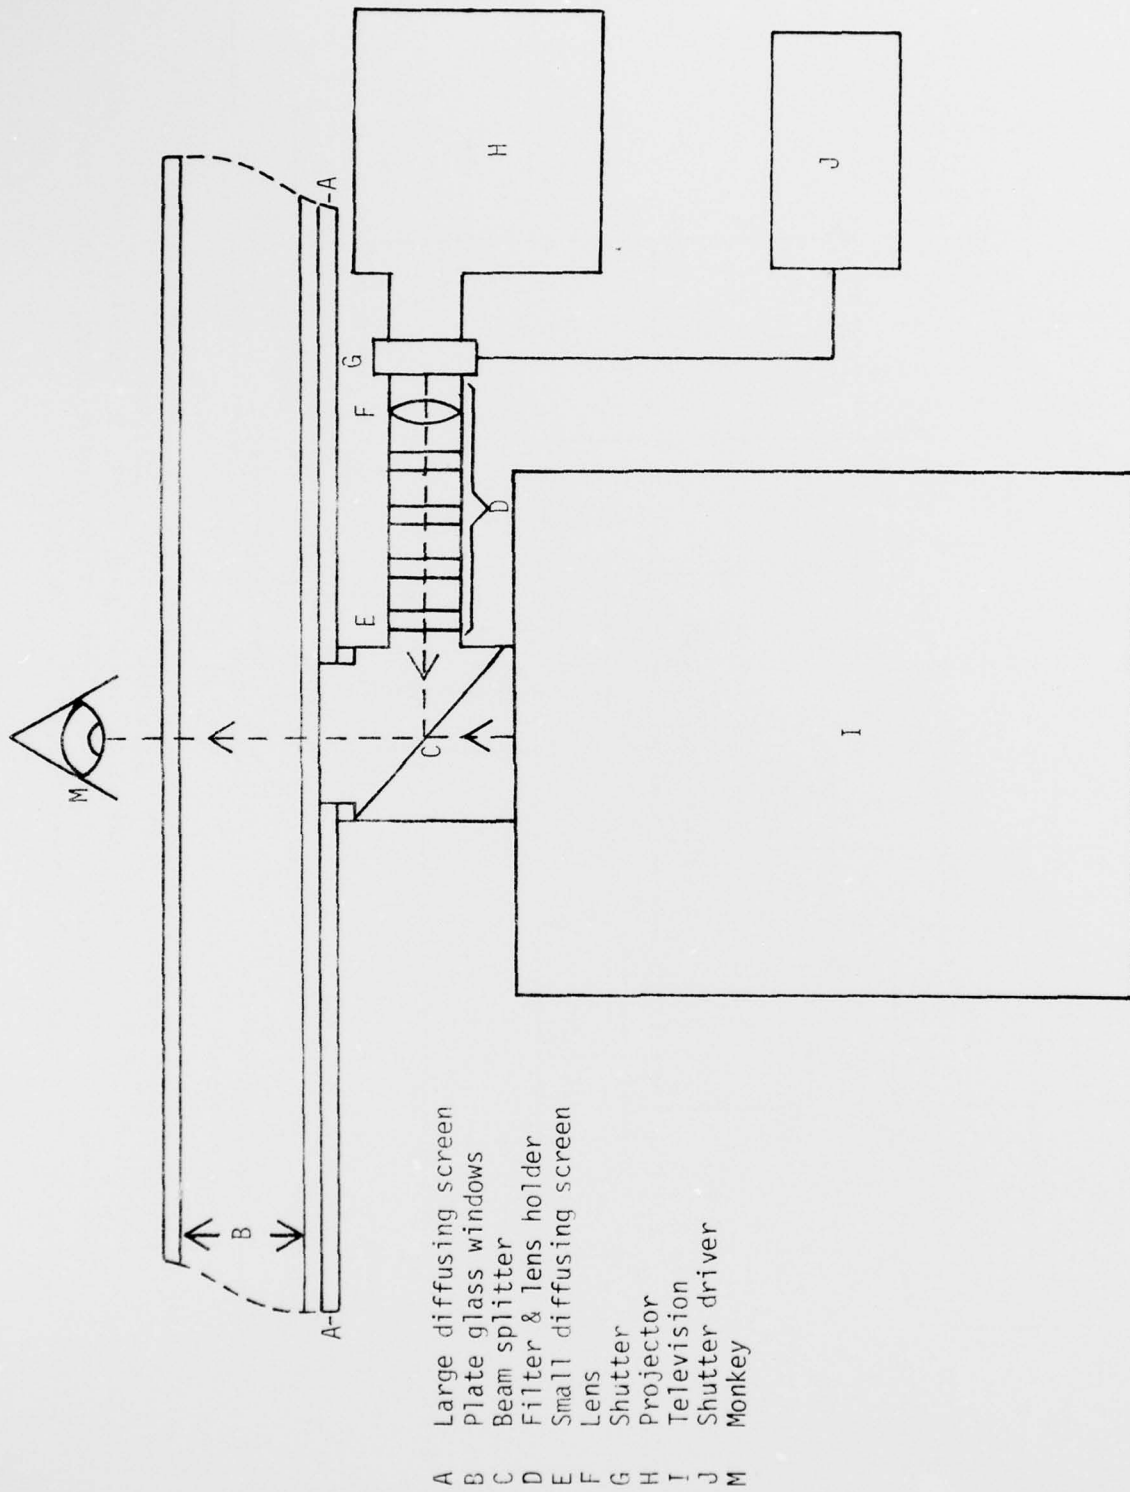 M
B
A-
-A
C
E
F
G
D
H
I
J
A Large diffusing screen
B Plate glass windows
C Beam splitter
D Filter & lens holder
E Small diffusing screen
F Lens
G Shutter
H Projector
I Television
J Shutter driver
M Monkey